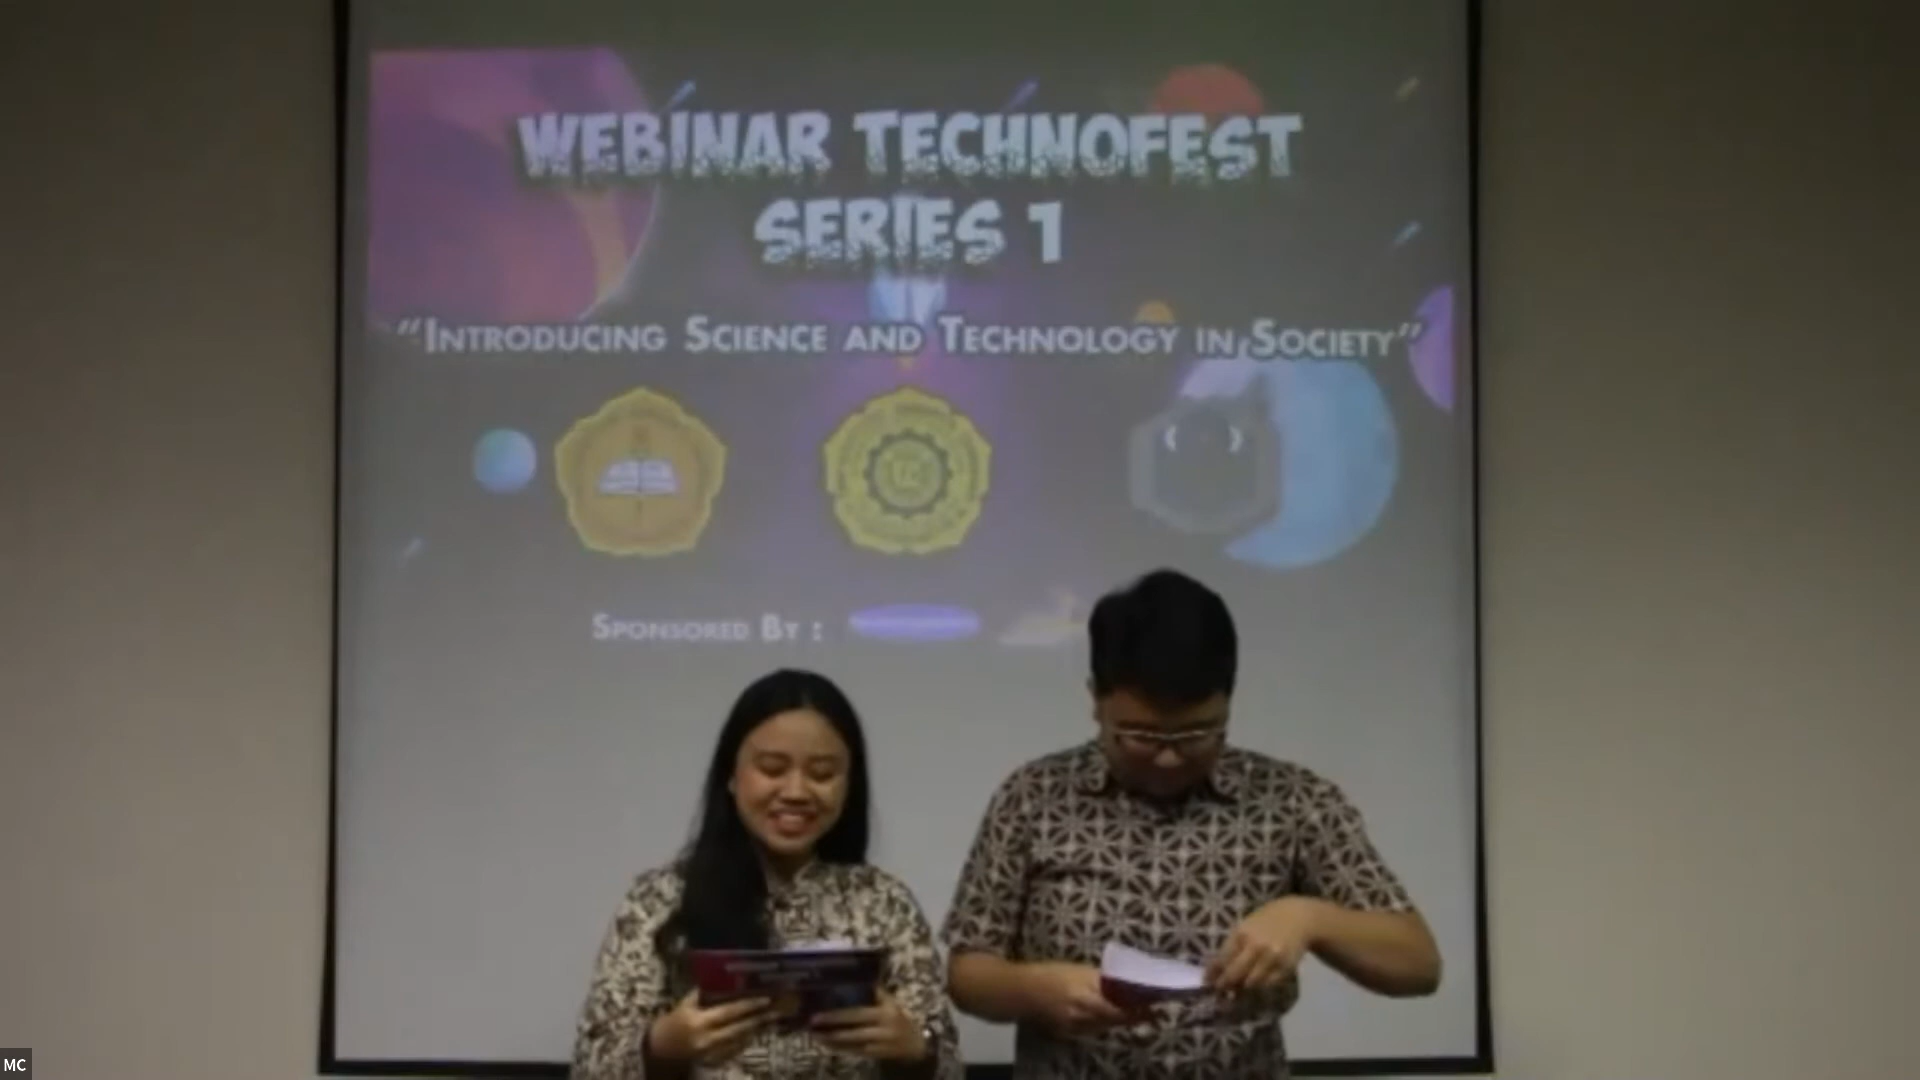 WEBINAR TECHNOFEST
SERIES 1
“INTRODUCING SCIENCE AND TECHNOLOGY IN SOCIETY”
SPONSORED BY :
MC